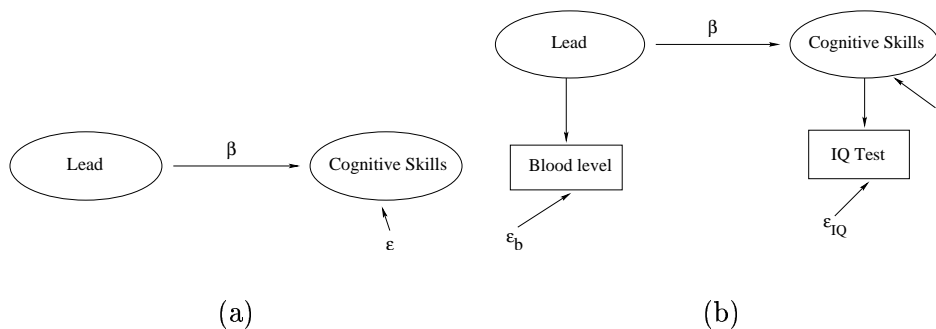 Lead
β
Cognitive Skills
ε
(a)
Lead
β
Cognitive Skills
Blood level
IQ Test
ε_b
ε_IQ
(b)